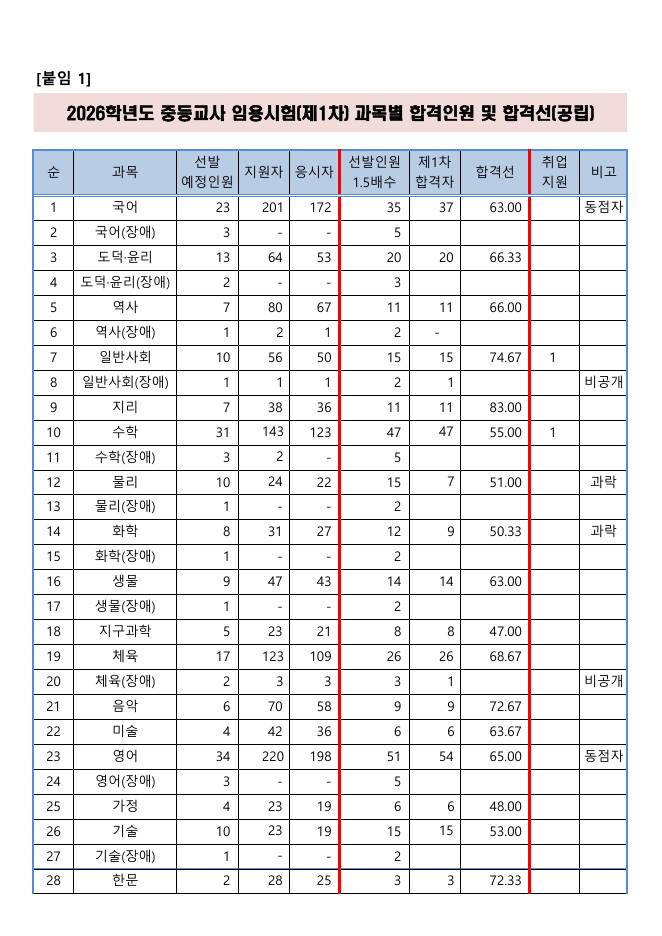 [붙임 1]
2026학년도 중등교사 임용시험(제1차) 과목별 합격인원 및 합격선(공립)
순 과목 선발 예정인원 지원자 응시자 선발인원 1.5배수 제1차 합격자 합격선 취업 지원 비고
1 국어 23 201 172 35 37 63.00 동점자
2 국어(장애) 3 - - 5
3 도덕·윤리 13 64 53 20 20 66.33
4 도덕·윤리(장애) 2 - - 3
5 역사 7 80 67 11 11 66.00
6 역사(장애) 1 2 1 2 -
7 일반사회 10 56 50 15 15 74.67 1
8 일반사회(장애) 1 1 1 2 1 비공개
9 지리 7 38 36 11 11 83.00
10 수학 31 143 123 47 47 55.00 1
11 수학(장애) 3 2 - 5
12 물리 10 24 22 15 7 51.00 과락
13 물리(장애) 1 - - 2
14 화학 8 31 27 12 9 50.33 과락
15 화학(장애) 1 - - 2
16 생물 9 47 43 14 14 63.00
17 생물(장애) 1 - - 2
18 지구과학 5 23 21 8 8 47.00
19 체육 17 123 109 26 26 68.67
20 체육(장애) 2 3 3 3 1 비공개
21 음악 6 70 58 9 9 72.67
22 미술 4 42 36 6 6 63.67
23 영어 34 220 198 51 54 65.00 동점자
24 영어(장애) 3 - - 5
25 가정 4 23 19 6 6 48.00
26 기술 10 23 19 15 15 53.00
27 기술(장애) 1 - - 2
28 한문 2 28 25 3 3 72.33